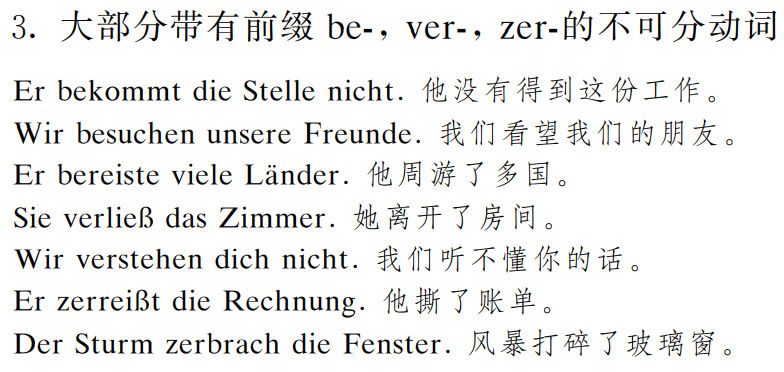 3. 大部分带有前缀 be-, ver-, zer-的不可分动词
Er bekommt die Stelle nicht. 他没有得到这份工作。
Wir besuchen unsere Freunde. 我们看望我们的朋友。
Er bereiste viele Länder. 他周游了多国。
Sie verließ das Zimmer. 她离开了房间。
Wir verstehen dich nicht. 我们听不懂你的话。
Er zerreißt die Rechnung. 他撕了账单。
Der Sturm zerbrach die Fenster. 风暴打碎了玻璃窗。